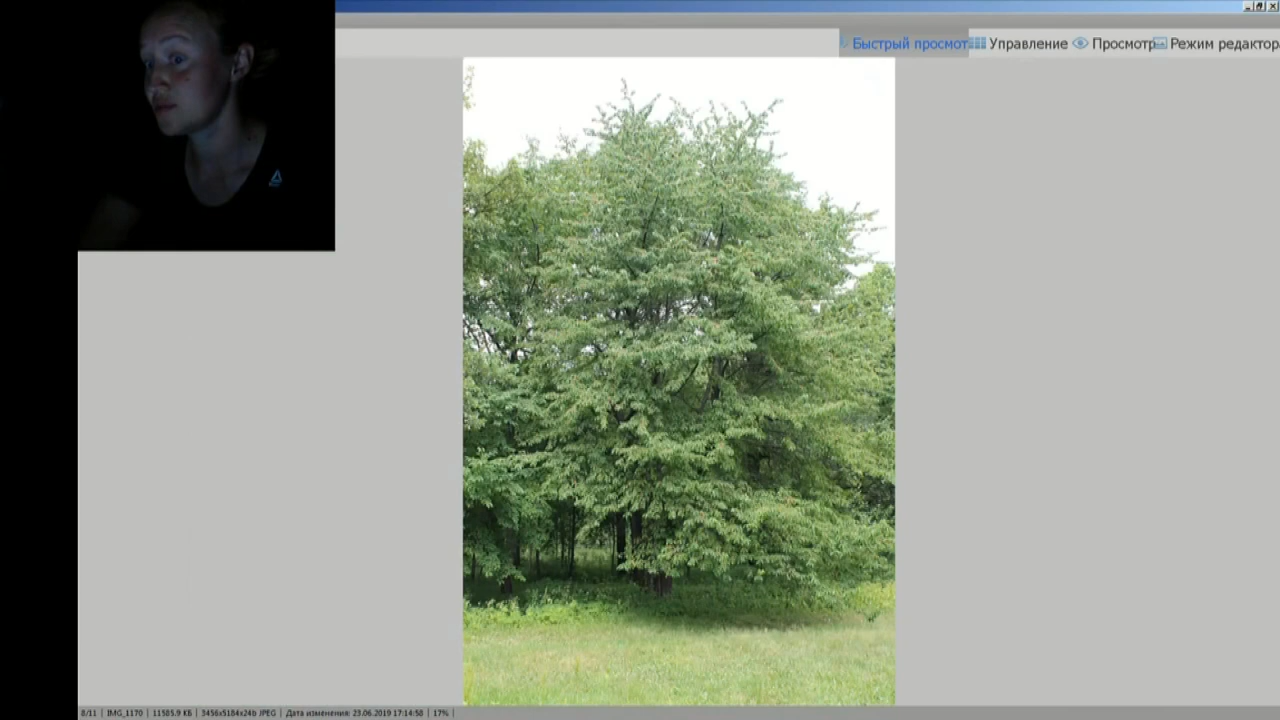 Быстрый просмот Управление Просмотр Режим редактор
8/11 | IMG_1170 | 11585.9 КБ | 3456x5184x24b JPEG | Дата изменения: 23.06.2019 17:14:58 | 17% |